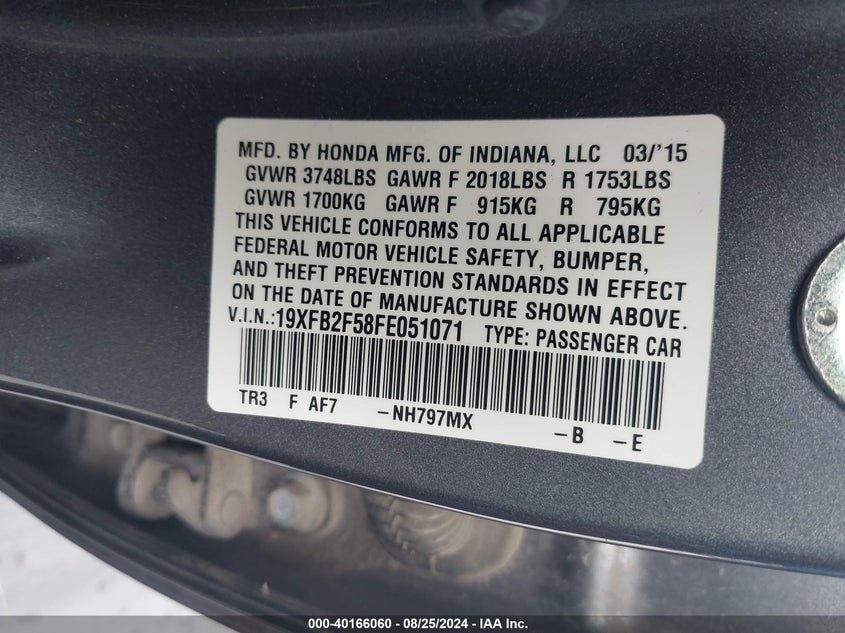 MFD. BY HONDA MFG. OF INDIANA, LLC 03/'15
GVWR 3748LBS GAWR F 2018LBS R 1753LBS
GVWR 1700KG GAWR F 915KG R 795KG
THIS VEHICLE CONFORMS TO ALL APPLICABLE
FEDERAL MOTOR VEHICLE SAFETY, BUMPER,
AND THEFT PREVENTION STANDARDS IN EFFECT
ON THE DATE OF MANUFACTURE SHOWN ABOVE.
V.I.N.:19XFB2F58FE051071 TYPE: PASSENGER CAR
TR3 F AF7 -NH797MX -B -E
000-40166060 - 08/25/2024 - IAA Inc.